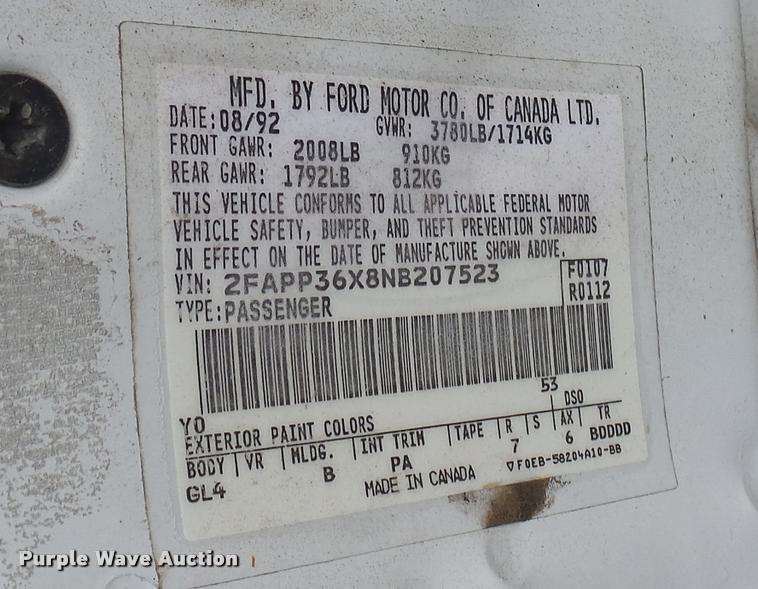 MFD. BY FORD MOTOR CO. OF CANADA LTD.
DATE: 08/92 GVWR: 3780LB/1714KG
FRONT GAWR: 2008LB 910KG
REAR GAWR: 1792LB 812KG
THIS VEHICLE CONFORMS TO ALL APPLICABLE FEDERAL MOTOR
VEHICLE SAFETY, BUMPER, AND THEFT PREVENTION STANDARDS
IN EFFECT ON THE DATE OF MANUFACTURE SHOWN ABOVE.
VIN: 2FAPP36X8NB207523 F0107
TYPE: PASSENGER R0112
YO 53
EXTERIOR PAINT COLORS DSO
BODY VR MLDG. INT TRIM TAPE R S AX TR
GL4 B PA 7 6 BDDDD
MADE IN CANADA ▽F0EB-58204A10-BB
Purple Wave Auction